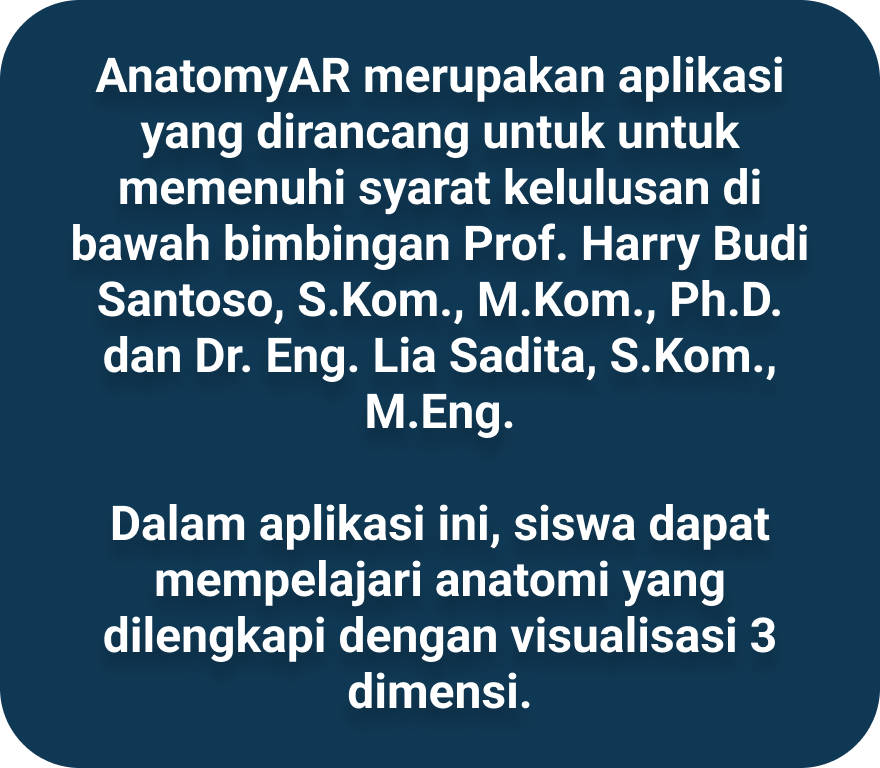 AnatomyAR merupakan aplikasi
yang dirancang untuk untuk
memenuhi syarat kelulusan di
bawah bimbingan Prof. Harry Budi
Santoso, S.Kom., M.Kom., Ph.D.
dan Dr. Eng. Lia Sadita, S.Kom.,
M.Eng.
Dalam aplikasi ini, siswa dapat
mempelajari anatomi yang
dilengkapi dengan visualisasi 3
dimensi.